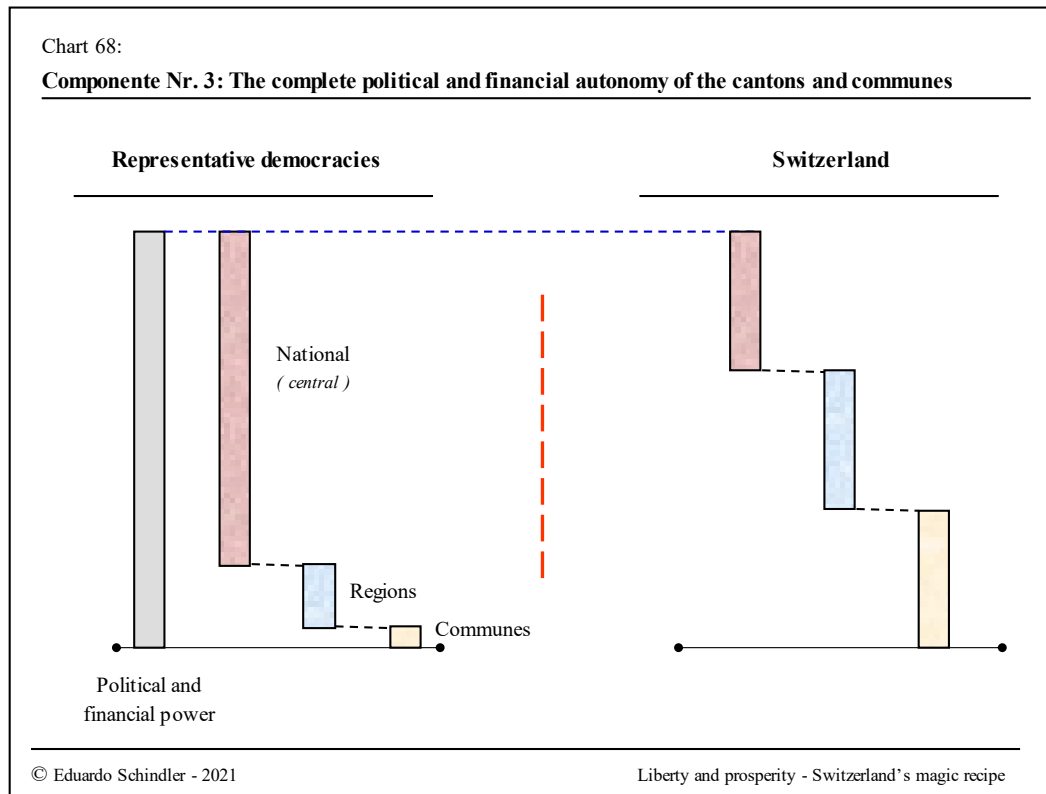 Chart 68:
Componente Nr. 3: The complete political and financial autonomy of the cantons and communes
Representative democracies
Switzerland
National
( central )
Regions
Communes
Political and
financial power
© Eduardo Schindler - 2021
Liberty and prosperity - Switzerland's magic recipe